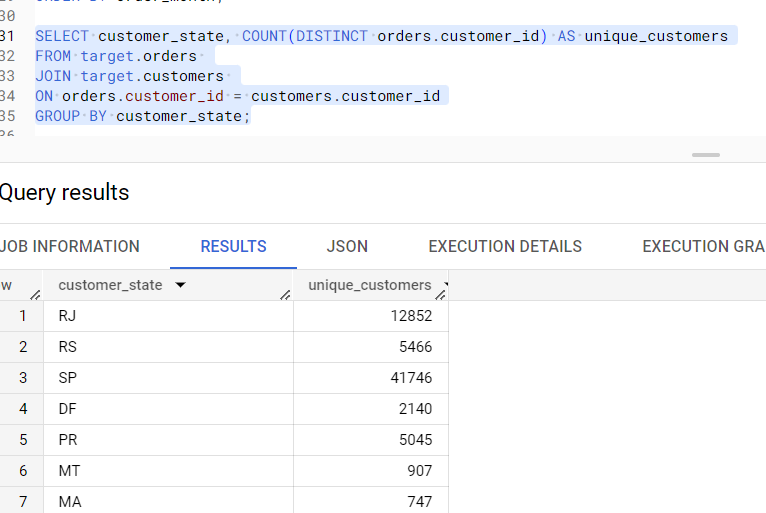 30
31 SELECT customer_state, COUNT(DISTINCT orders.customer_id) AS unique_customers
32 FROM target.orders
33 JOIN target.customers
34 ON orders.customer_id = customers.customer_id
35 GROUP BY customer_state;
Query results
JOB INFORMATION RESULTS JSON EXECUTION DETAILS EXECUTION GRA
w customer_state unique_customers
1 RJ 12852
2 RS 5466
3 SP 41746
4 DF 2140
5 PR 5045
6 MT 907
7 MA 747